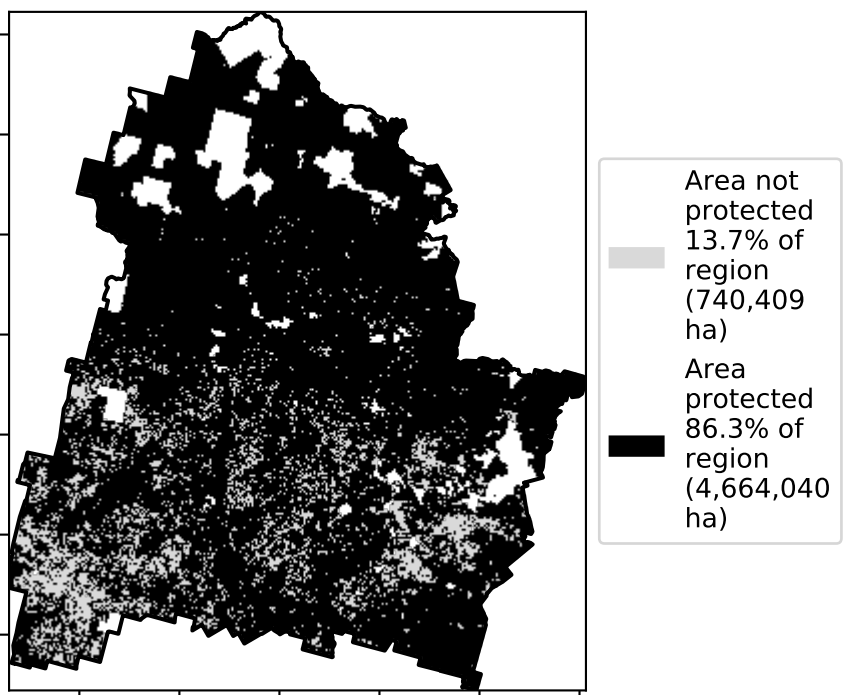 Area not
protected
13.7% of
region
(740,409
ha)
Area
protected
86.3% of
region
(4,664,040
ha)